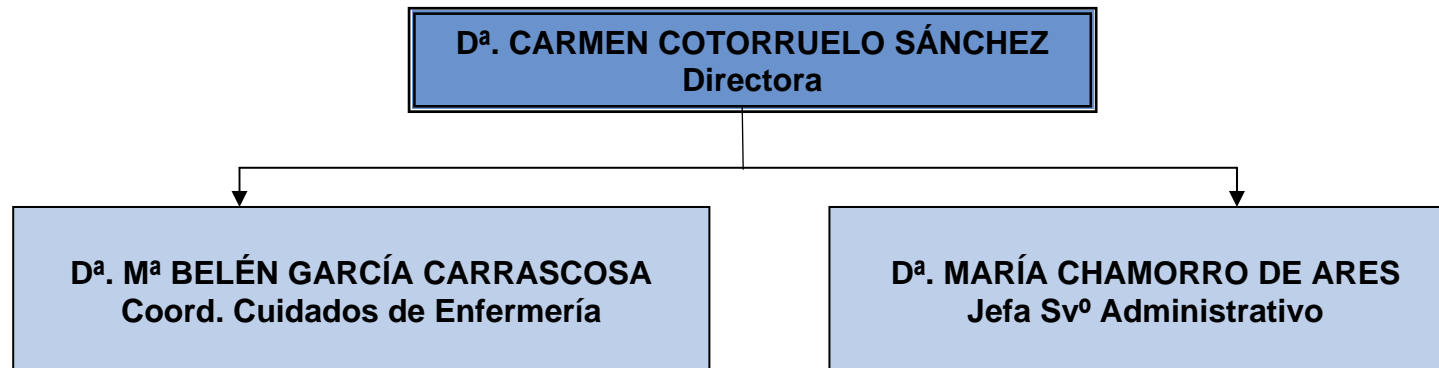 Dª. CARMEN COTORRUELO SÁNCHEZ
Directora
Dª. Mª BELÉN GARCÍA CARRASCOSA
Coord. Cuidados de Enfermería
Dª. MARÍA CHAMORRO DE ARES
Jefa Svº Administrativo